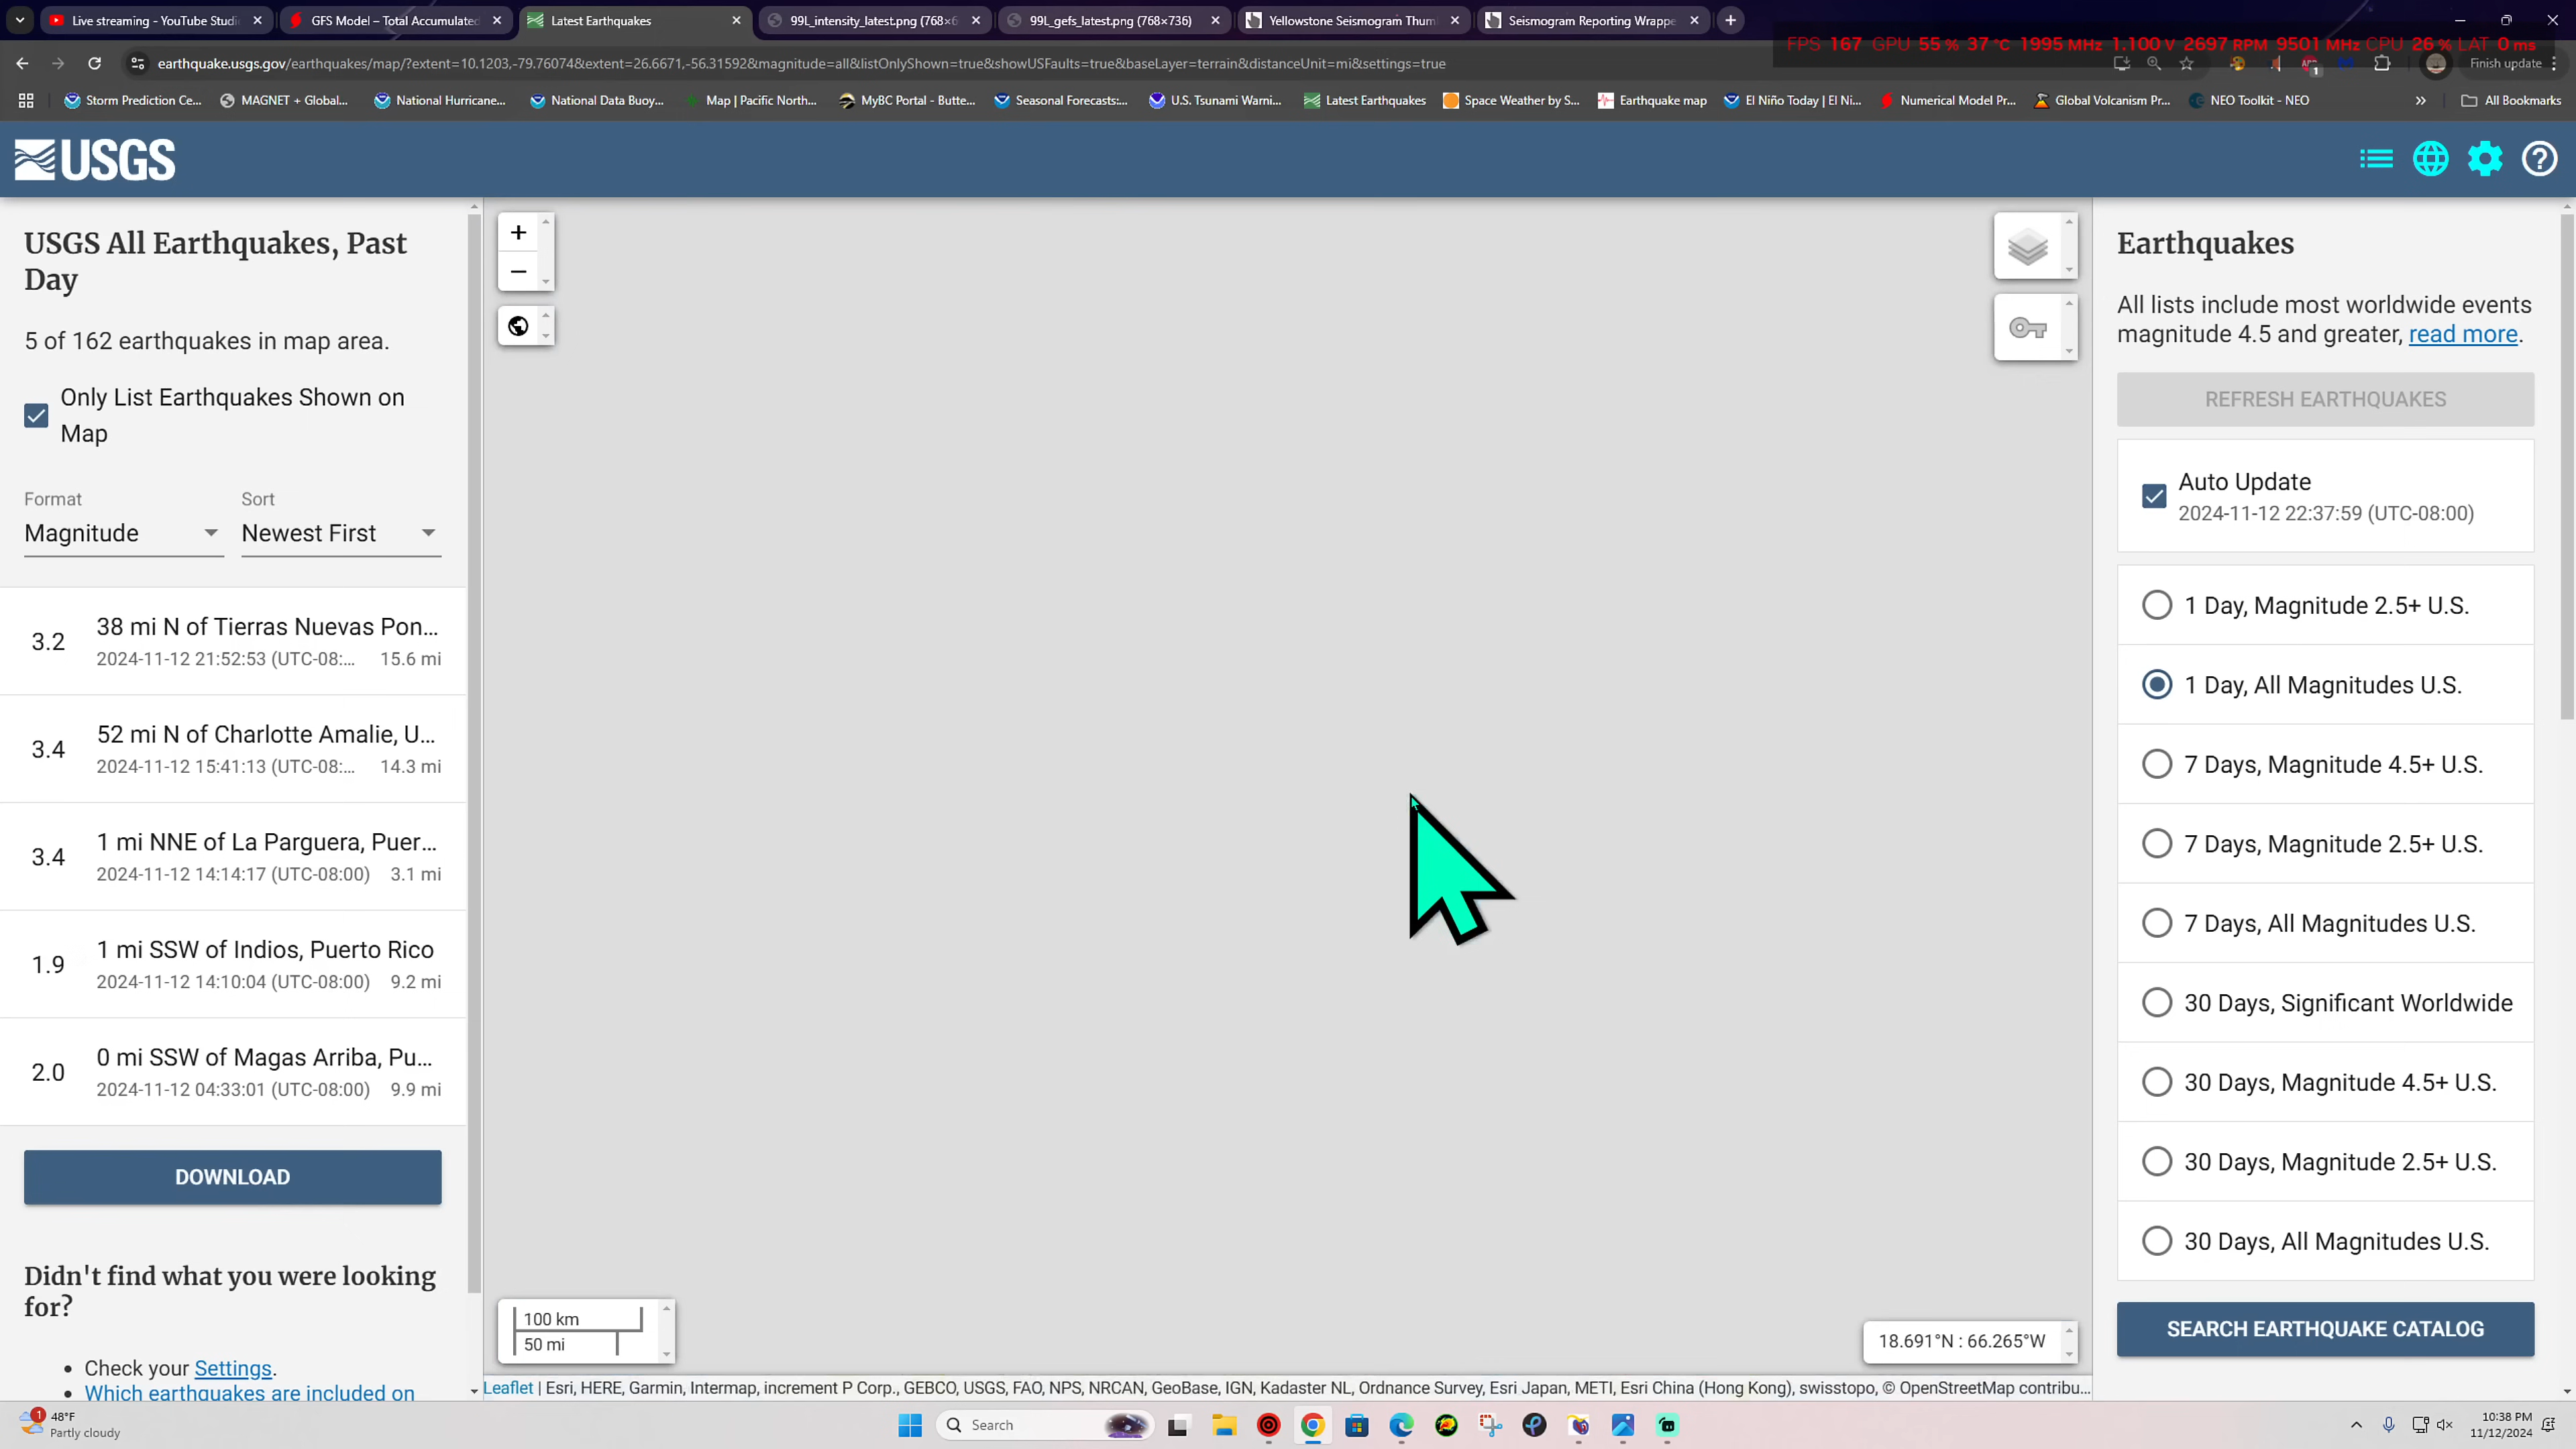 Live streaming - YouTube Studi
GFS Model – Total Accumulated
Latest Earthquakes
99L_intensity_latest.png (768×6
99L_gefs_latest.png (768×736)
Yellowstone Seismogram Thum
Seismogram Reporting Wrappe
FPS 167 GPU 55 % 37 °C 1995 MHz 1.100 V 2697 RPM 9501 MHz CPU 26 % LAT 0 ms
earthquake.usgs.gov/earthquakes/map/?extent=10.1203,-79.76074&extent=26.6671,-56.31592&magnitude=all&listOnlyShown=true&showUSFaults=true&baseLayer=terrain&distanceUnit=mi&settings=true
1
Finish update
Storm Prediction Ce...
MAGNET + Global...
National Hurricane...
National Data Buoy...
Map | Pacific North...
MyBC Portal - Butte...
Seasonal Forecasts:...
U.S. Tsunami Warni...
Latest Earthquakes
Space Weather by S...
Earthquake map
El Niño Today | El Ni...
Numerical Model Pr...
Global Volcanism Pr...
NEO Toolkit - NEO
All Bookmarks
USGS
USGS All Earthquakes, Past
Day
5 of 162 earthquakes in map area.
Only List Earthquakes Shown on
Map
Format
Sort
Magnitude
Newest First
3.2
38 mi N of Tierras Nuevas Pon...
2024-11-12 21:52:53 (UTC-08:... 15.6 mi
3.4
52 mi N of Charlotte Amalie, U...
2024-11-12 15:41:13 (UTC-08:... 14.3 mi
3.4
1 mi NNE of La Parguera, Puer...
2024-11-12 14:14:17 (UTC-08:00) 3.1 mi
1.9
1 mi SSW of Indios, Puerto Rico
2024-11-12 14:10:04 (UTC-08:00) 9.2 mi
2.0
0 mi SSW of Magas Arriba, Pu...
2024-11-12 04:33:01 (UTC-08:00) 9.9 mi
DOWNLOAD
Didn't find what you were looking
for?
• Check your Settings.
• Which earthquakes are included on
+
−
100 km
50 mi
18.691°N : 66.265°W
Leaflet | Esri, HERE, Garmin, Intermap, increment P Corp., GEBCO, USGS, FAO, NPS, NRCAN, GeoBase, IGN, Kadaster NL, Ordnance Survey, Esri Japan, METI, Esri China (Hong Kong), swisstopo, © OpenStreetMap contribu...
Earthquakes
All lists include most worldwide events
magnitude 4.5 and greater, read more.
REFRESH EARTHQUAKES
Auto Update
2024-11-12 22:37:59 (UTC-08:00)
1 Day, Magnitude 2.5+ U.S.
1 Day, All Magnitudes U.S.
7 Days, Magnitude 4.5+ U.S.
7 Days, Magnitude 2.5+ U.S.
7 Days, All Magnitudes U.S.
30 Days, Significant Worldwide
30 Days, Magnitude 4.5+ U.S.
30 Days, Magnitude 2.5+ U.S.
30 Days, All Magnitudes U.S.
SEARCH EARTHQUAKE CATALOG
1
48°F
Partly cloudy
Search
10:38 PM
11/12/2024